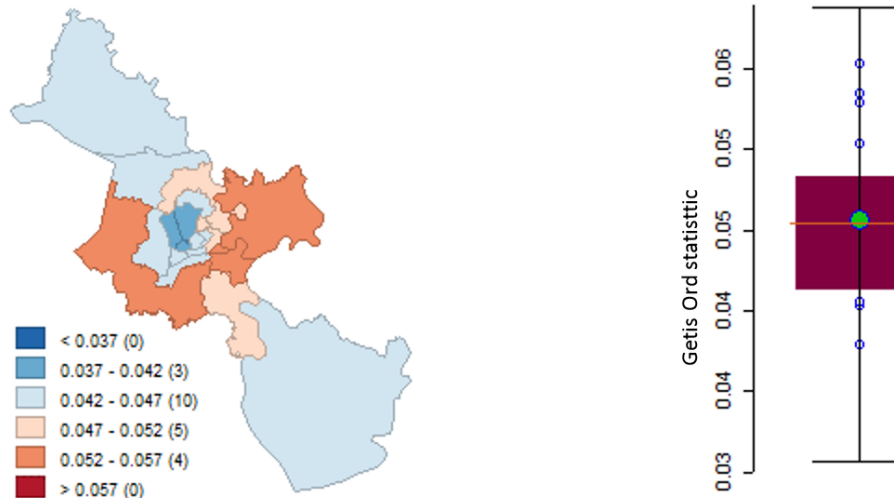 < 0.037 (0)
0.037 - 0.042 (3)
0.042 - 0.047 (10)
0.047 - 0.052 (5)
0.052 - 0.057 (4)
> 0.057 (0)
Getis Ord statisttic
0.06
0.05
0.05
0.04
0.04
0.03